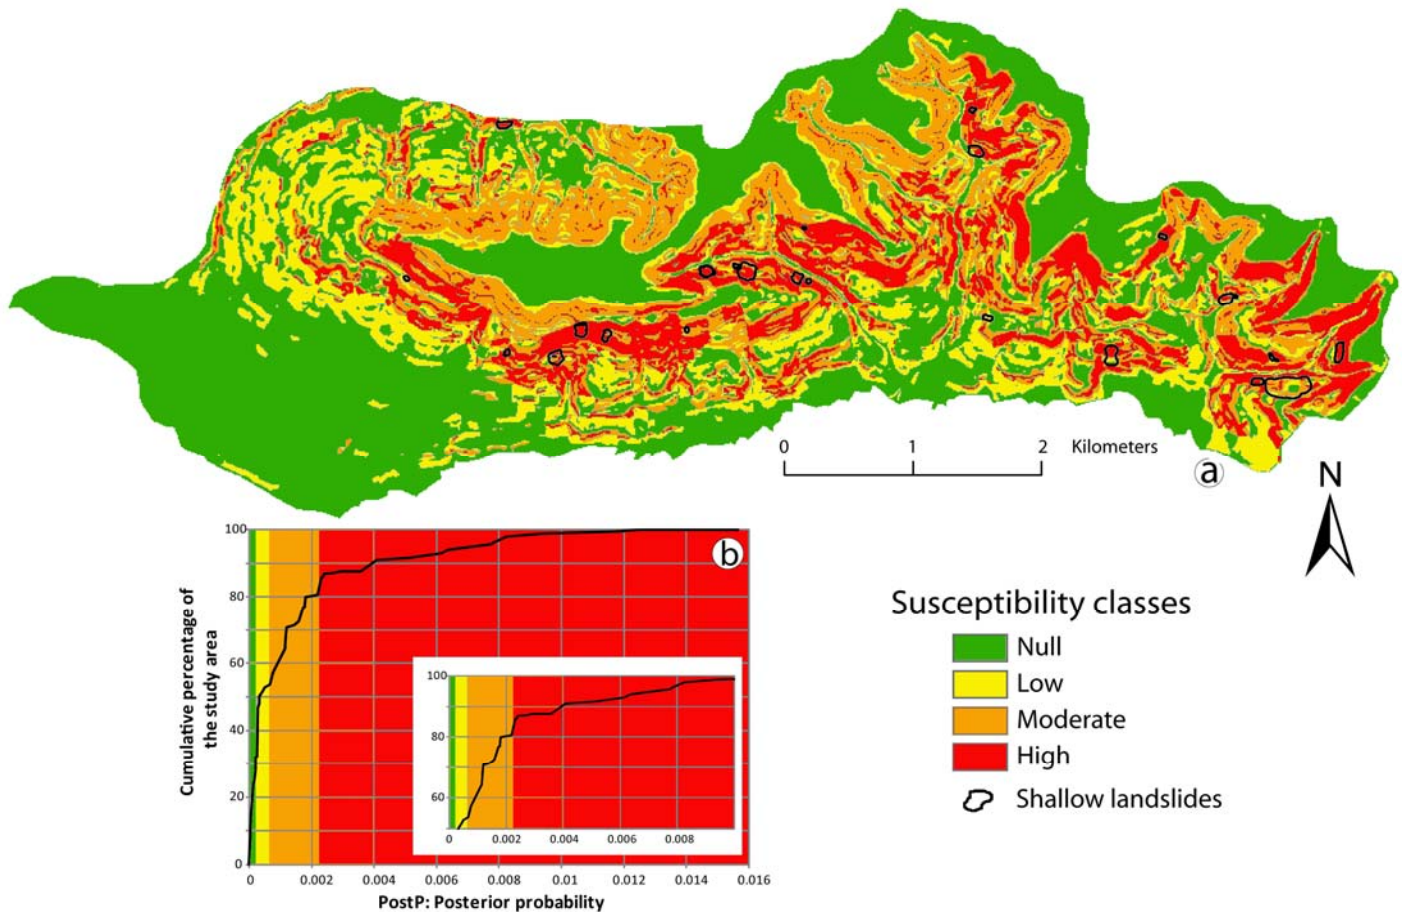 0 1 2 Kilometers
a
N
Susceptibility classes
Null
Low
Moderate
High
Shallow landslides
b
Cumulative percentage of
the study area
100
80
60
40
20
0
0 0.002 0.004 0.006 0.008 0.01 0.012 0.014 0.016
PostP: Posterior probability
100
80
60
0 0.002 0.004 0.006 0.008